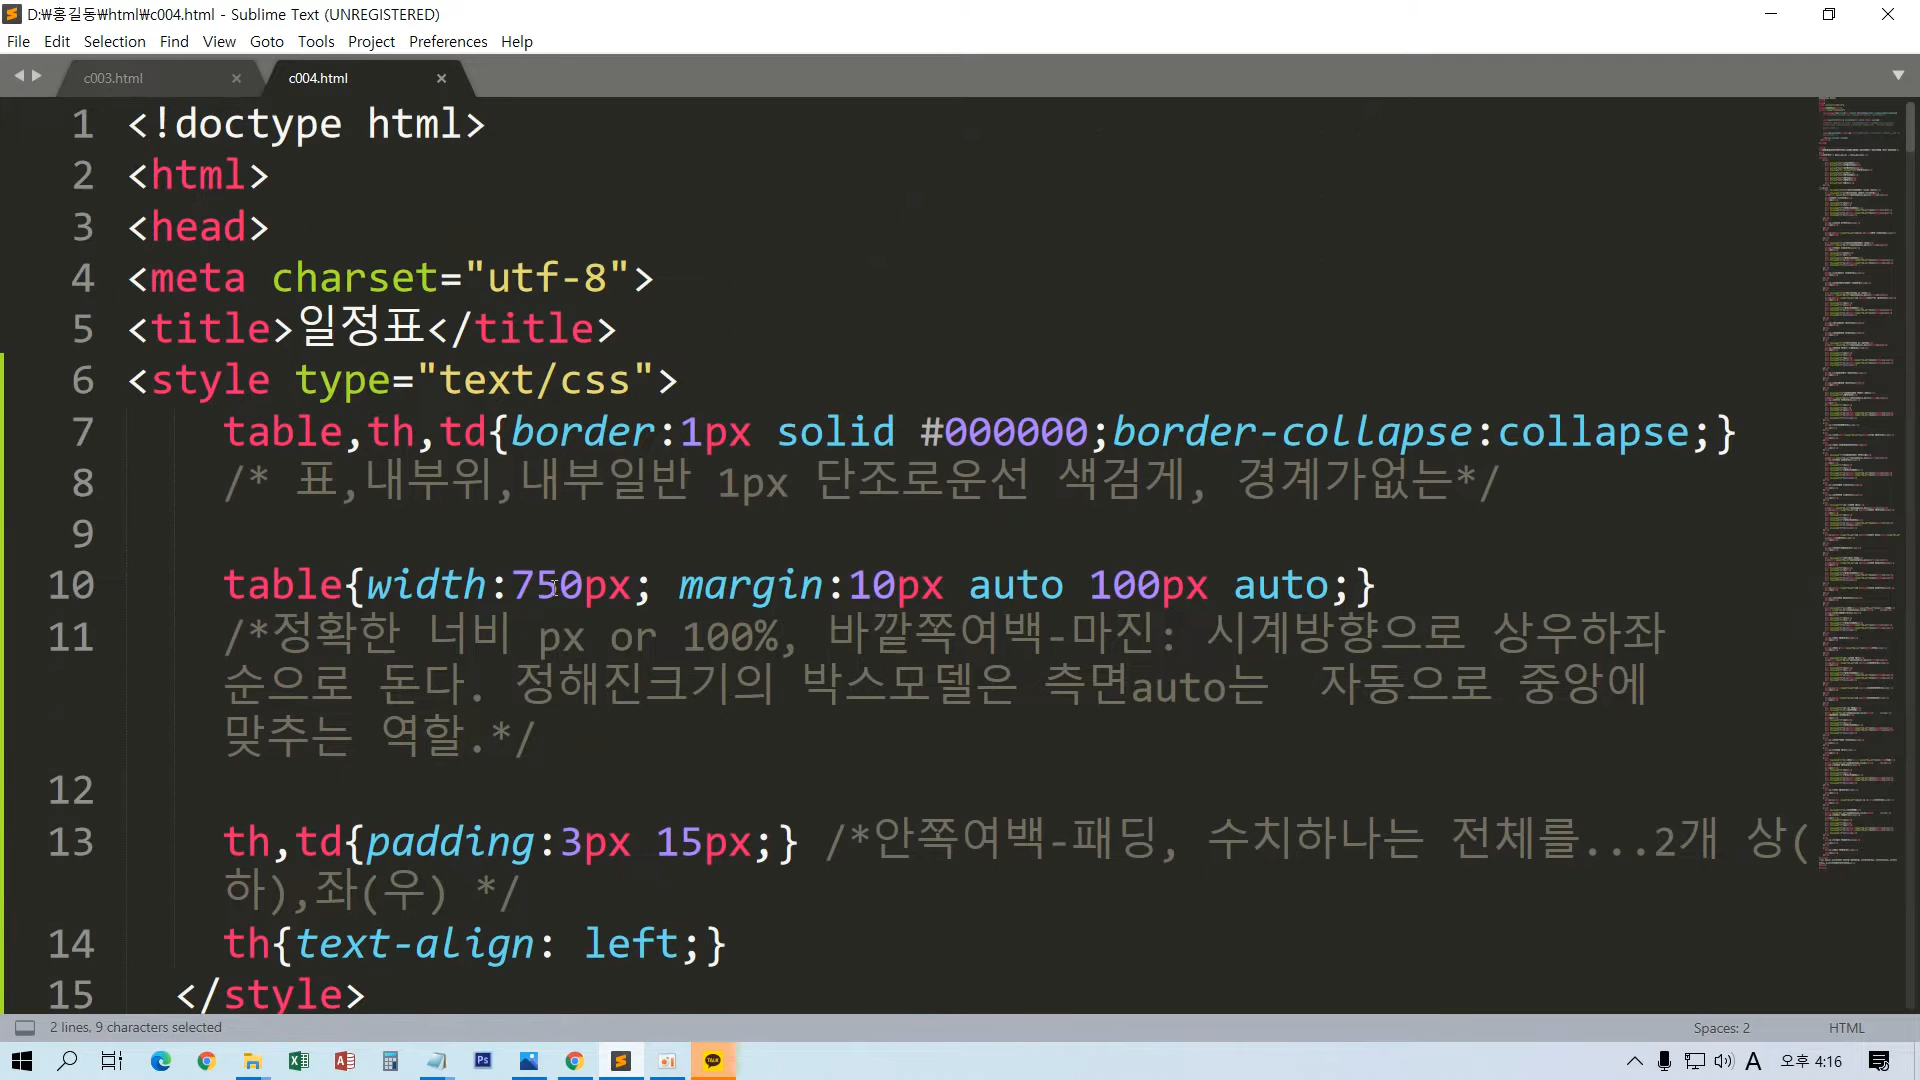 D:₩홍길동₩html₩c004.html - Sublime Text (UNREGISTERED)
File Edit Selection Find View Goto Tools Project Preferences Help
c003.html × c004.html ×
1 <!doctype html>
2 <html>
3 <head>
4 <meta charset="utf-8">
5 <title>일정표</title>
6 <style type="text/css">
7 table,th,td{border:1px solid #000000;border-collapse:collapse;}
8 /* 표,내부위,내부일반 1px 단조로운선 색검게, 경계가없는*/
9
10 table{width:750px; margin:10px auto 100px auto;}
11 /*정확한 너비 px or 100%, 바깥쪽여백-마진: 시계방향으로 상우하좌
순으로 돈다. 정해진크기의 박스모델은 측면auto는 자동으로 중앙에
맞추는 역할.*/
12
13 th,td{padding:3px 15px;} /*안쪽여백-패딩, 수치하나는 전체를...2개 상(
하),좌(우) */
14 th{text-align: left;}
15 </style>
2 lines, 9 characters selected Spaces: 2 HTML
A 오후 4:16